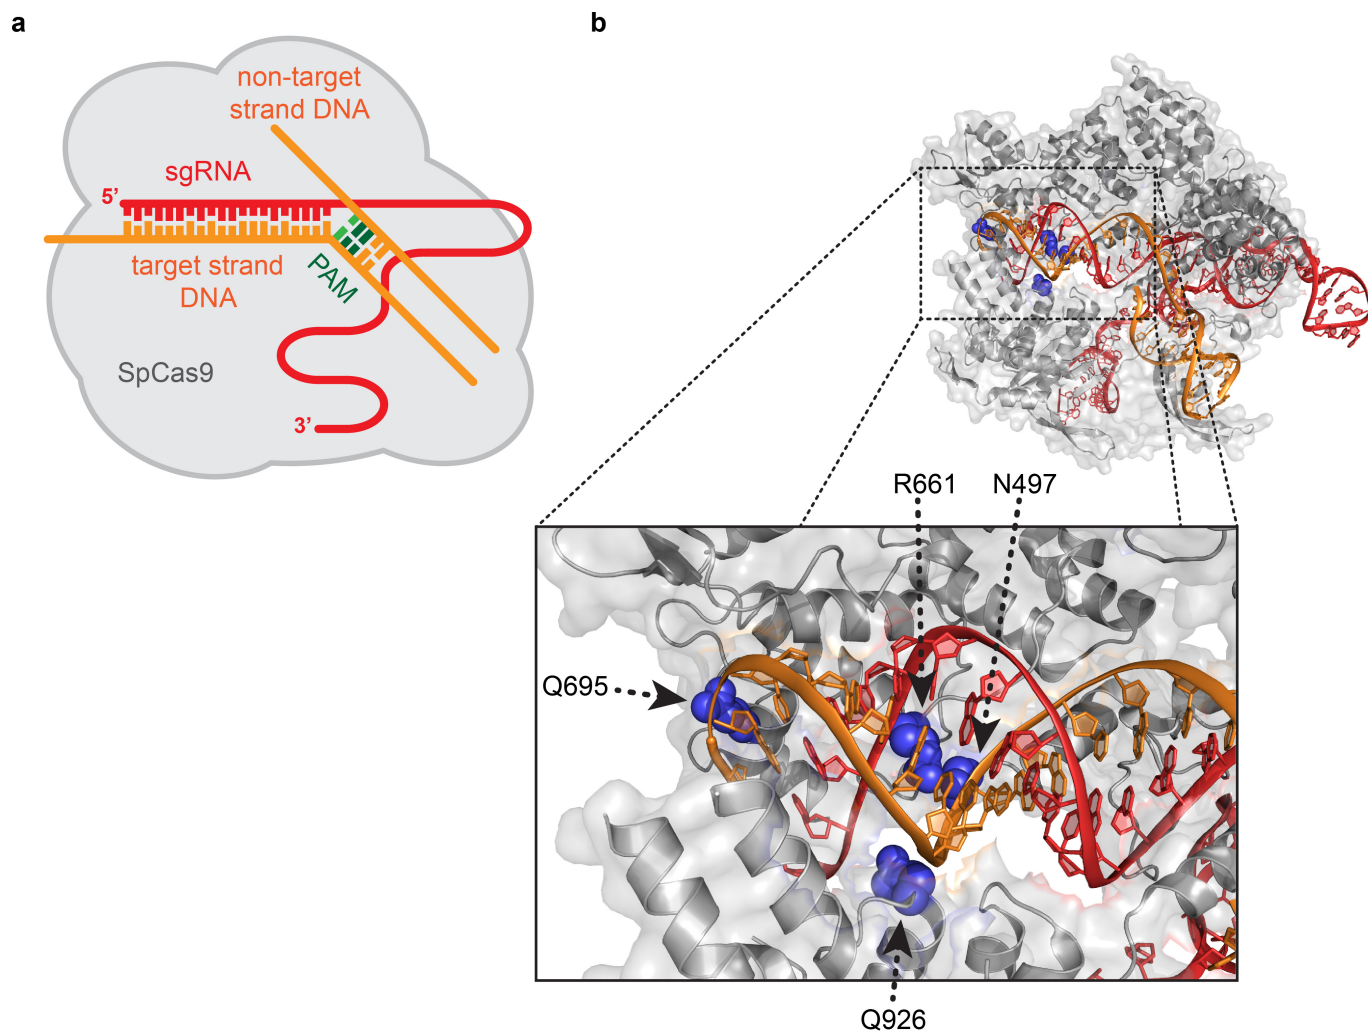 a
b
non-target
strand DNA
sgRNA
5’
target strand
DNA
PAM
SpCas9
3’
R661
N497
Q695
Q926